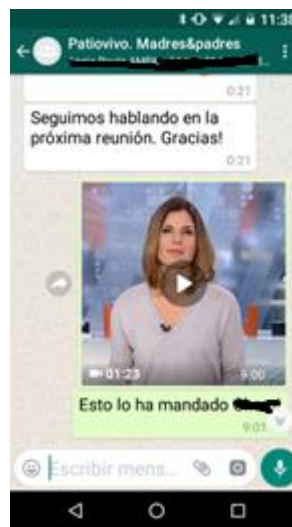 11:38
Patiovivo. Madres&padres
0:21
Seguimos hablando en la
próxima reunión. Gracias!
0:21
01:23
9:00
Esto lo ha mandado
9:01
Escribir mens...